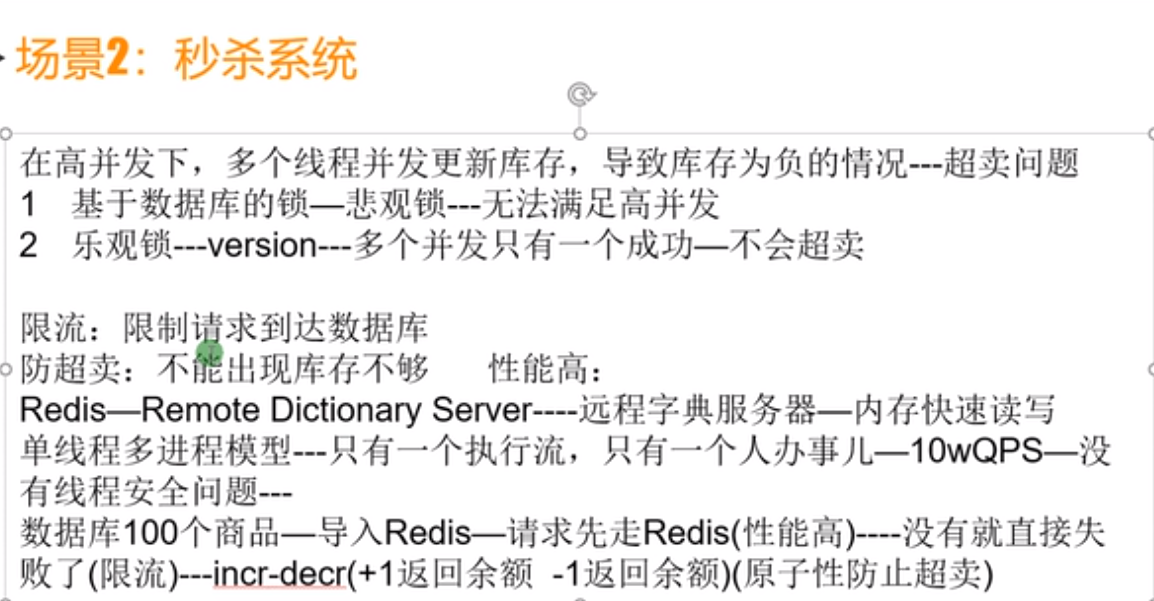 场景2：秒杀系统
在高并发下，多个线程并发更新库存，导致库存为负的情况---超卖问题
1 基于数据库的锁—悲观锁---无法满足高并发
2 乐观锁---version---多个并发只有一个成功—不会超卖
限流：限制请求到达数据库
防超卖：不能出现库存不够 性能高：
Redis—Remote Dictionary Server----远程字典服务器—内存快速读写
单线程多进程模型---只有一个执行流，只有一个人办事儿—10wQPS—没
有线程安全问题---
数据库100个商品—导入Redis—请求先走Redis(性能高)----没有就直接失
败了(限流)---incr-decr(+1返回余额 -1返回余额)(原子性防止超卖)